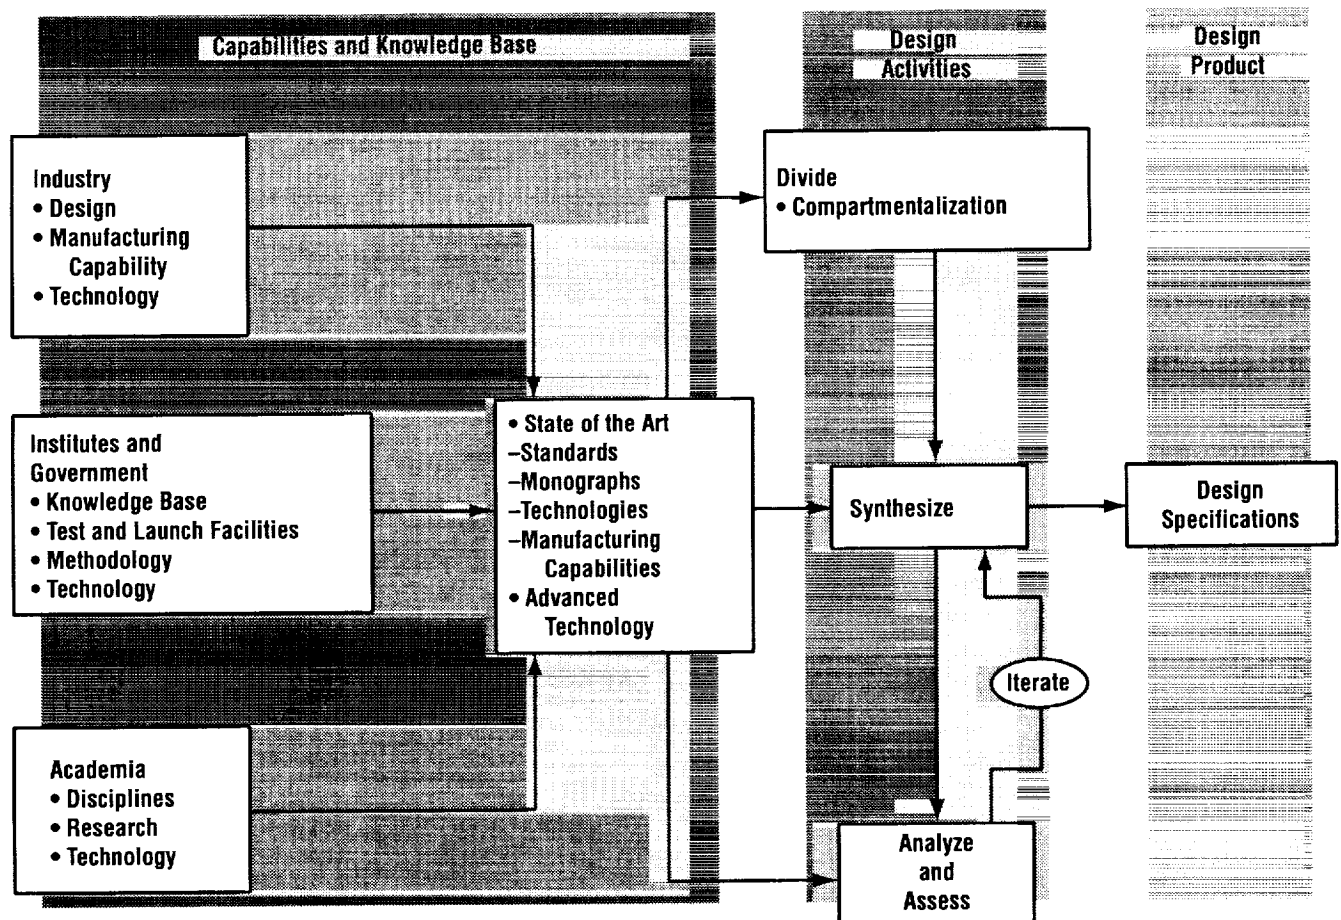 Capabilities and Knowledge Base
Design
Activities
Design
Product
Industry
• Design
• Manufacturing
Capability
• Technology
Divide
• Compartmentalization
Institutes and
Government
• Knowledge Base
• Test and Launch Facilities
• Methodology
• Technology
• State of the Art
–Standards
–Monographs
–Technologies
–Manufacturing
Capabilities
• Advanced
Technology
Synthesize
Design
Specifications
Iterate
Academia
• Disciplines
• Research
• Technology
Analyze
and
Assess